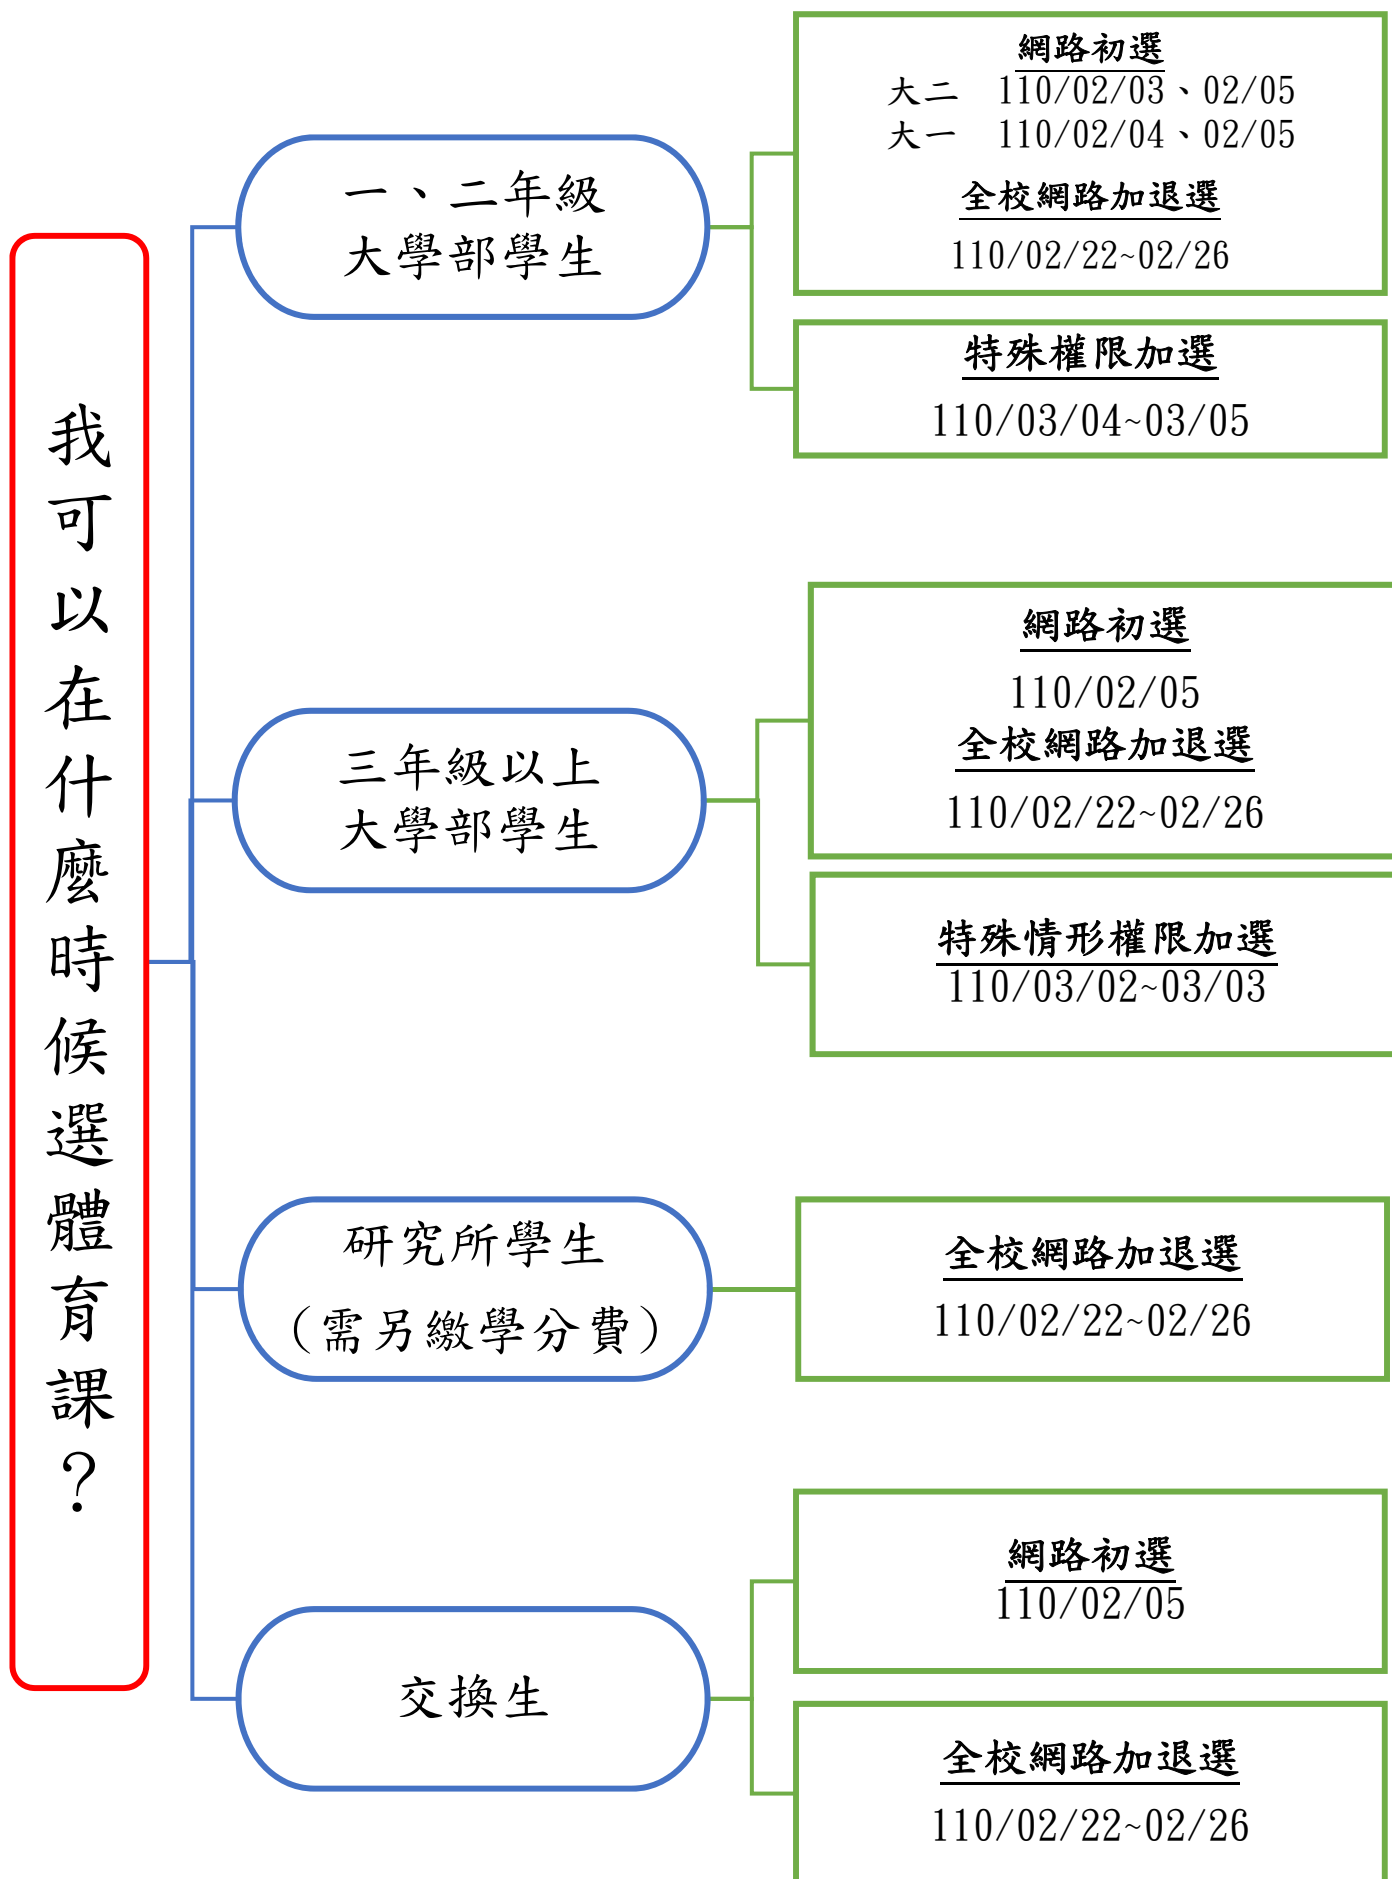 我可以在什麼時候選體育課？
一、二年級
大學部學生
網路初選
大二 110/02/03、02/05
大一 110/02/04、02/05
全校網路加退選
110/02/22~02/26
特殊權限加選
110/03/04~03/05
三年級以上
大學部學生
網路初選
110/02/05
全校網路加退選
110/02/22~02/26
特殊情形權限加選
110/03/02~03/03
研究所學生
(需另繳學分費)
全校網路加退選
110/02/22~02/26
交換生
網路初選
110/02/05
全校網路加退選
110/02/22~02/26